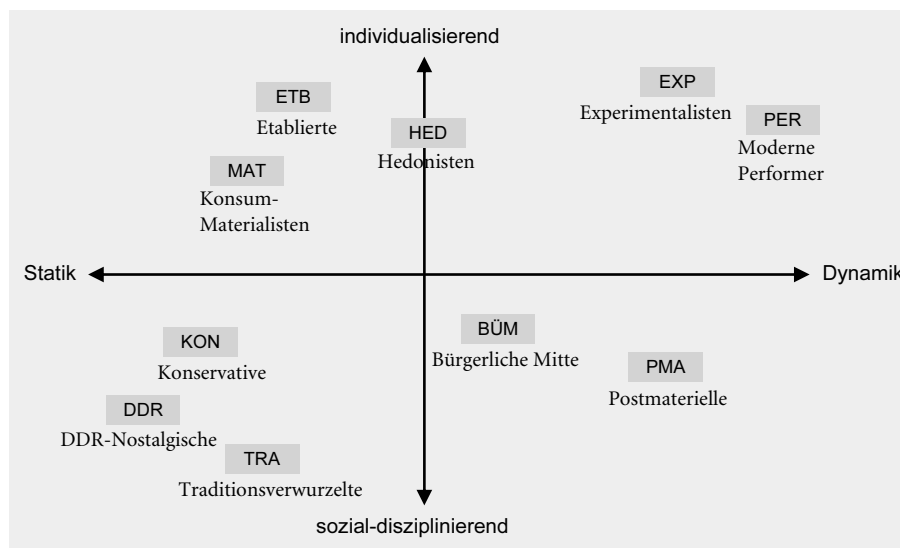 individualisierend
EXP
Experimentalisten
ETB
Etablierte
PER
Moderne
Performer
HED
Hedonisten
MAT
Konsum-
Materialisten
Statik
Dynamik
BÜM
Bürgerliche Mitte
KON
Konservative
PMA
Postmaterielle
DDR
DDR-Nostalgische
TRA
Traditionsverwurzelte
sozial-disziplinierend